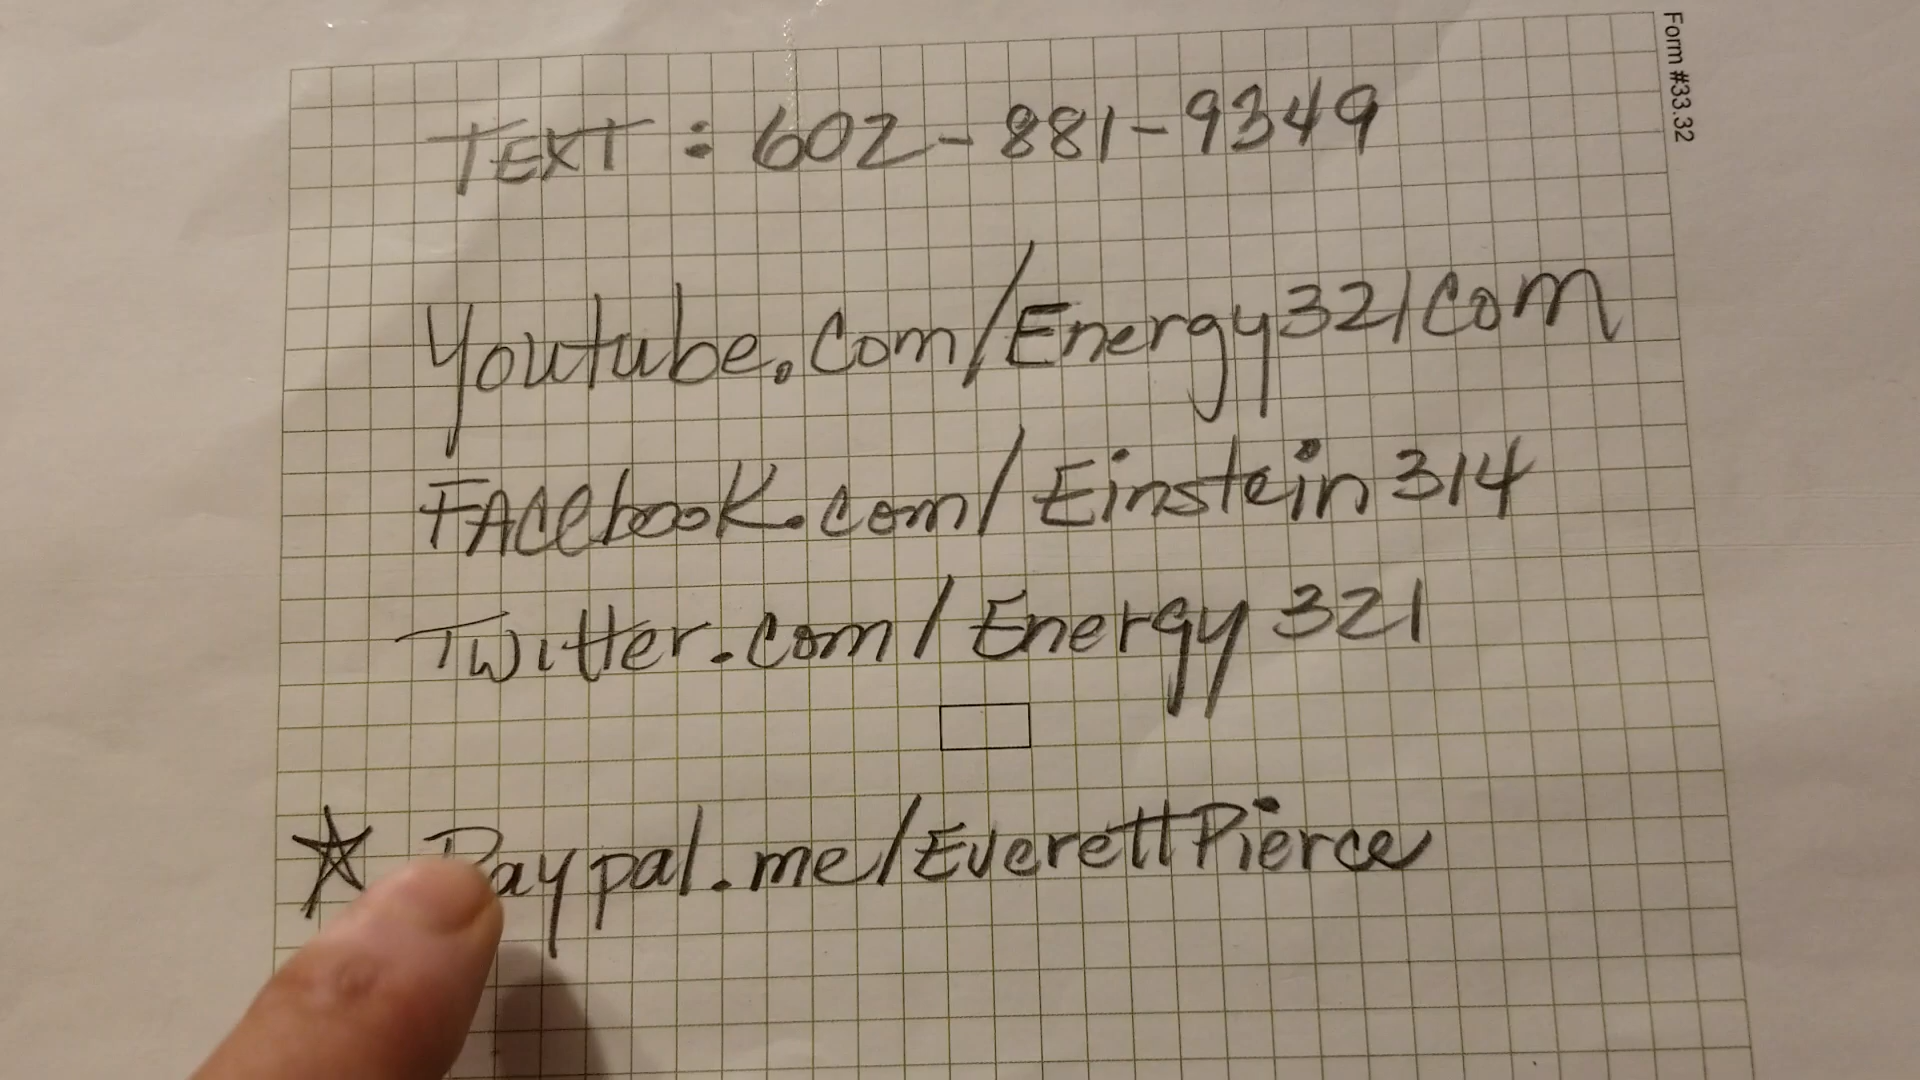 Form #33.32
TEXT: 602-881-9349
Youtube.com/Energy321com
FAcebook.com/Einstein314
Twitter.com/Energy321
Paypal.me/EverettPierce